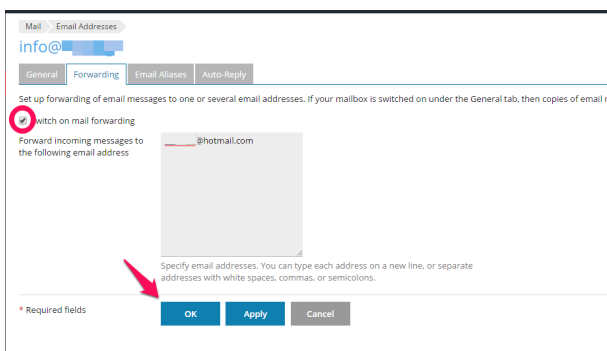 Mail Email Addresses
info@
General Forwarding Email Aliases Auto-Reply
Set up forwarding of email messages to one or several email addresses. If your mailbox is switched on under the General tab, then copies of email
Switch on mail forwarding
Forward incoming messages to
the following email address
@hotmail.com
Specify email addresses. You can type each address on a new line, or separate
addresses with white spaces, commas, or semicolons.
* Required fields
OK Apply Cancel